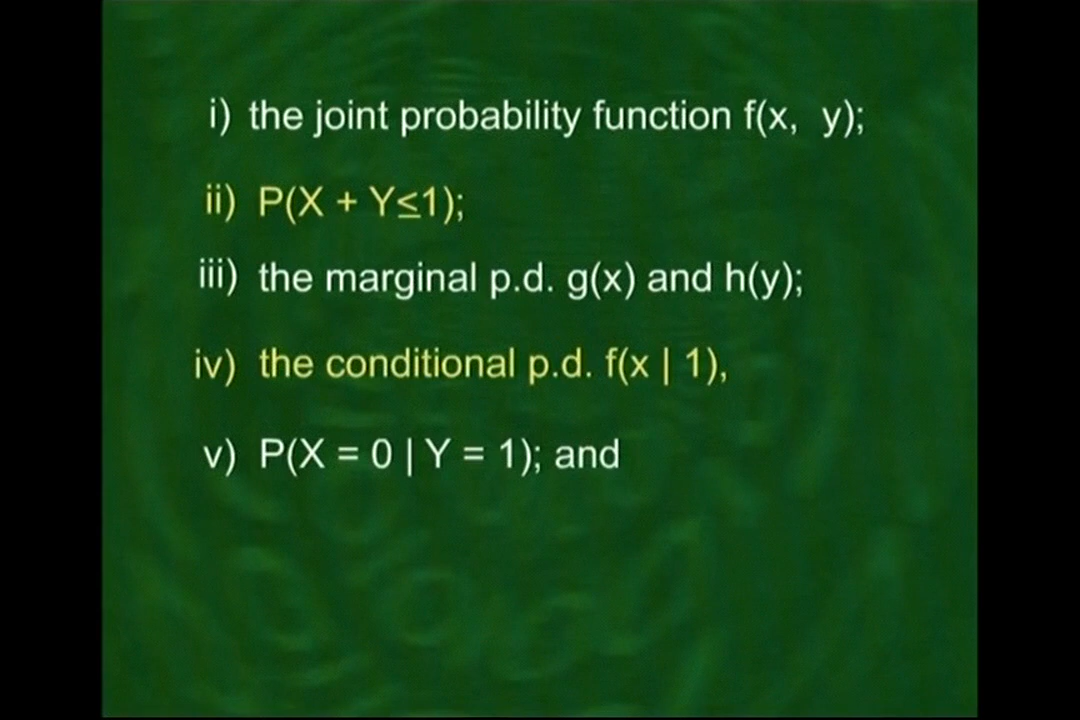 i) the joint probability function f(x, y);
ii) P(X + Y≤1);
iii) the marginal p.d. g(x) and h(y);
iv) the conditional p.d. f(x | 1),
v) P(X = 0 | Y = 1); and